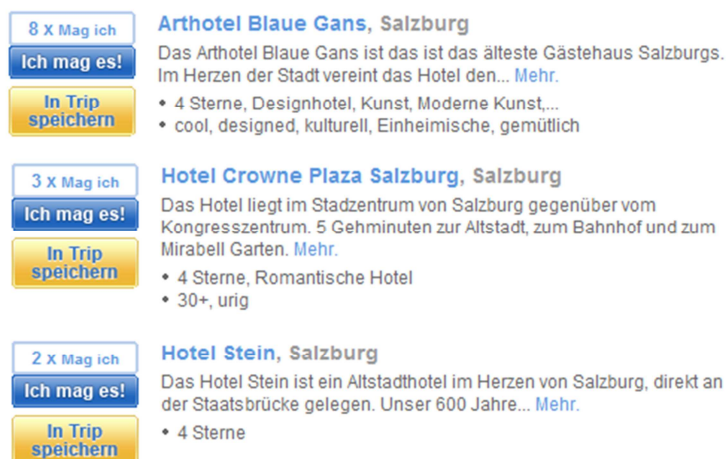 8 X Mag ich
Ich mag es!
In Trip
speichern
Arthotel Blaue Gans, Salzburg
Das Arthotel Blaue Gans ist das ist das älteste Gästehaus Salzburgs.
Im Herzen der Stadt vereint das Hotel den... Mehr.
• 4 Sterne, Designhotel, Kunst, Moderne Kunst,...
• cool, designed, kulturell, Einheimische, gemütlich
3 X Mag ich
Ich mag es!
In Trip
speichern
Hotel Crowne Plaza Salzburg, Salzburg
Das Hotel liegt im Stadzentrum von Salzburg gegenüber vom
Kongresszentrum. 5 Gehminuten zur Altstadt, zum Bahnhof und zum
Mirabell Garten. Mehr.
• 4 Sterne, Romantische Hotel
• 30+, urig
2 X Mag ich
Ich mag es!
In Trip
speichern
Hotel Stein, Salzburg
Das Hotel Stein ist ein Altstadthotel im Herzen von Salzburg, direkt an
der Staatsbrücke gelegen. Unser 600 Jahre... Mehr.
• 4 Sterne